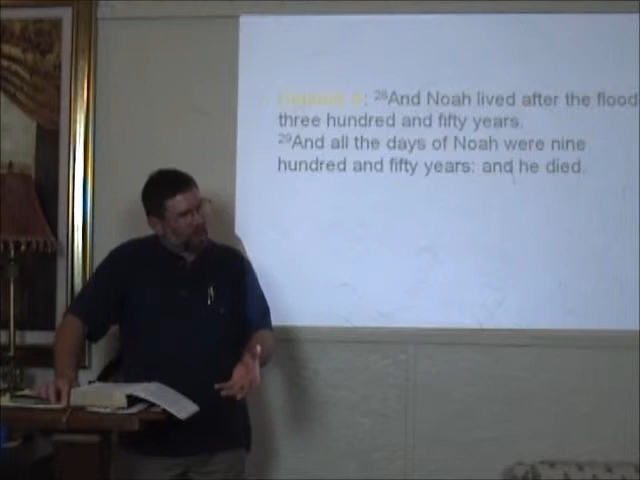 : ²⁸And Noah lived after the flood
three hundred and fifty years.
²⁹And all the days of Noah were nine
hundred and fifty years: and he died.